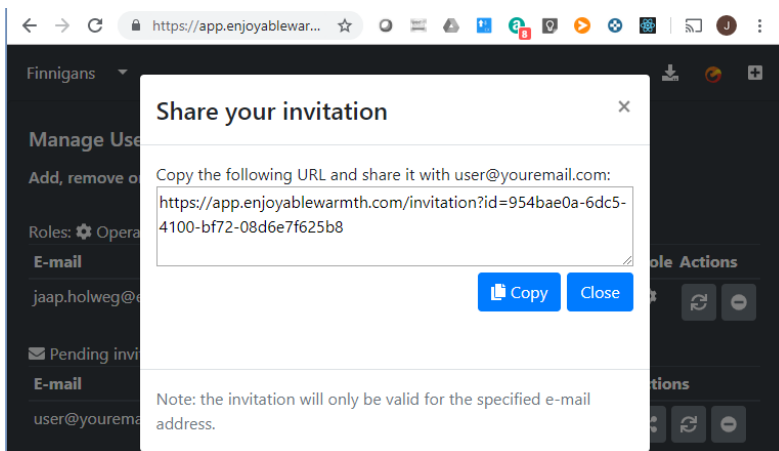 https://app.enjoyablewar...
8
J
Finnigans
Share your invitation
×
Manage Use
Add, remove o
Copy the following URL and share it with user@youremail.com:
https://app.enjoyablewarmth.com/invitation?id=954bae0a-6dc5-
4100-bf72-08d6e7f625b8
Roles: Opera
E-mail
ole Actions
jaap.holweg@e
Copy Close
Pending invi
E-mail
tions
user@yourema
Note: the invitation will only be valid for the specified e-mail
address.